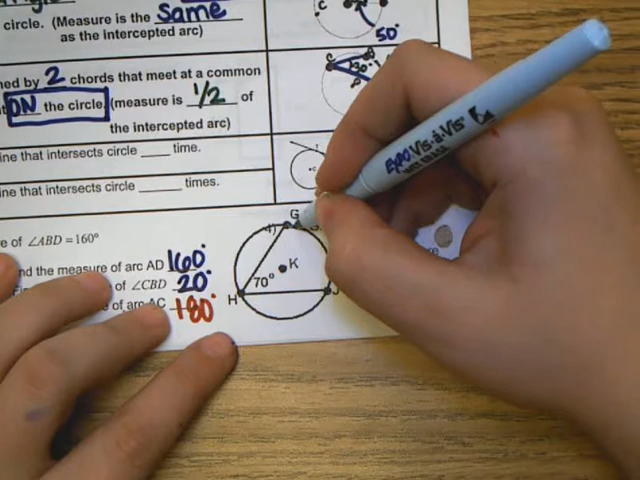 circle. (Measure is the Same
as the intercepted arc)
50°
ned by 2 chords that meet at a common
ON the circle (measure is 1/2 of
the intercepted arc)
30°
ine that intersects circle ____ time.
ine that intersects circle ______ times.
re of ∠ABD = 160°
nd the measure of arc AD 160°
of ∠CBD 20°
of arc AC 180°
G
K
70°
H
Expo Vis-à-Vis